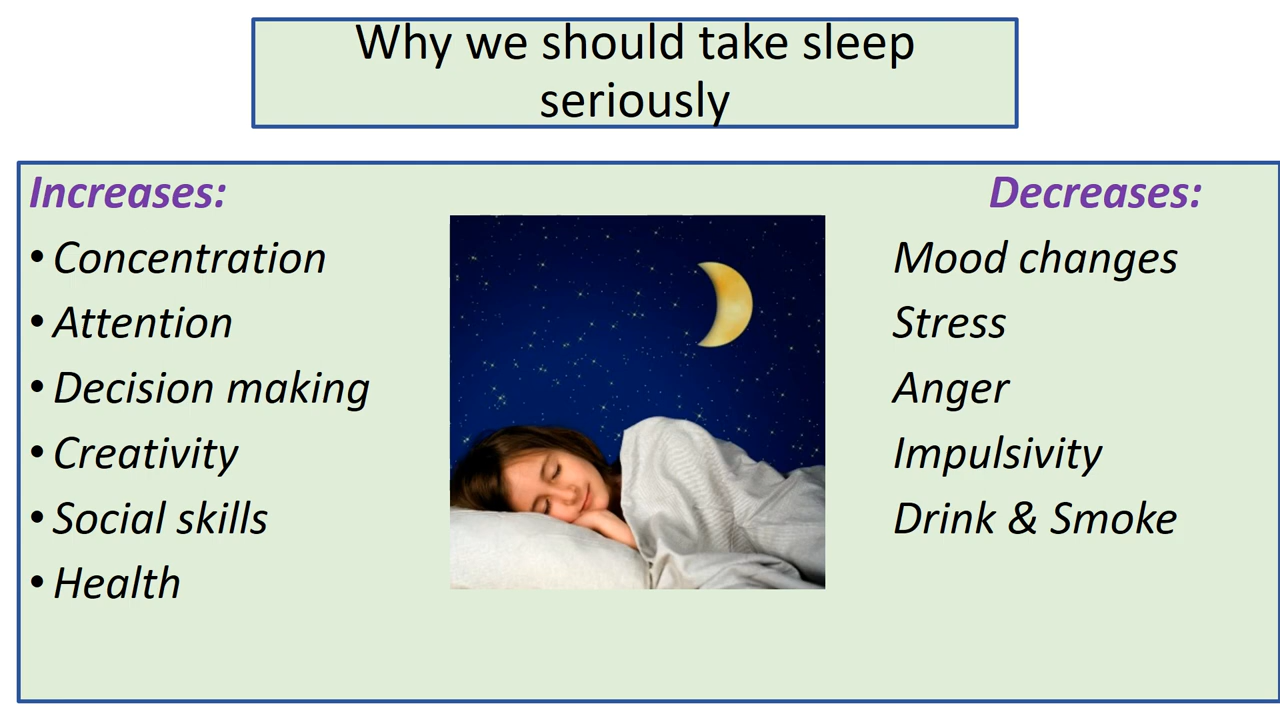 Why we should take sleep
seriously
Increases:
• Concentration
• Attention
• Decision making
• Creativity
• Social skills
• Health
Decreases:
Mood changes
Stress
Anger
Impulsivity
Drink & Smoke